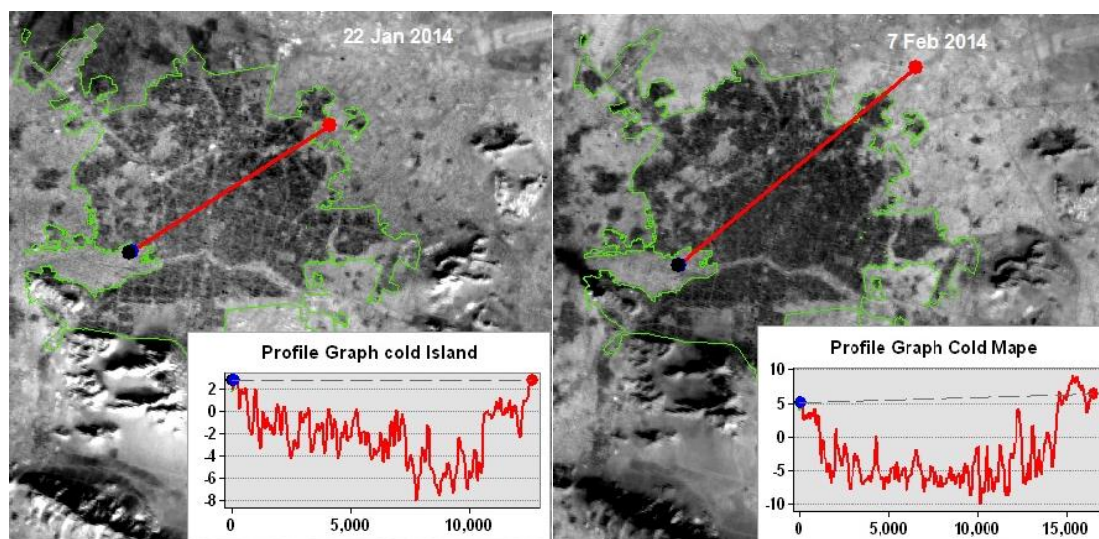 22 Jan 2014
Profile Graph cold Island
2
0
-2
-4
-6
-8
0 5,000 10,000
7 Feb 2014
Profile Graph Cold Mape
10
5
0
-5
-10
0 5,000 10,000 15,000